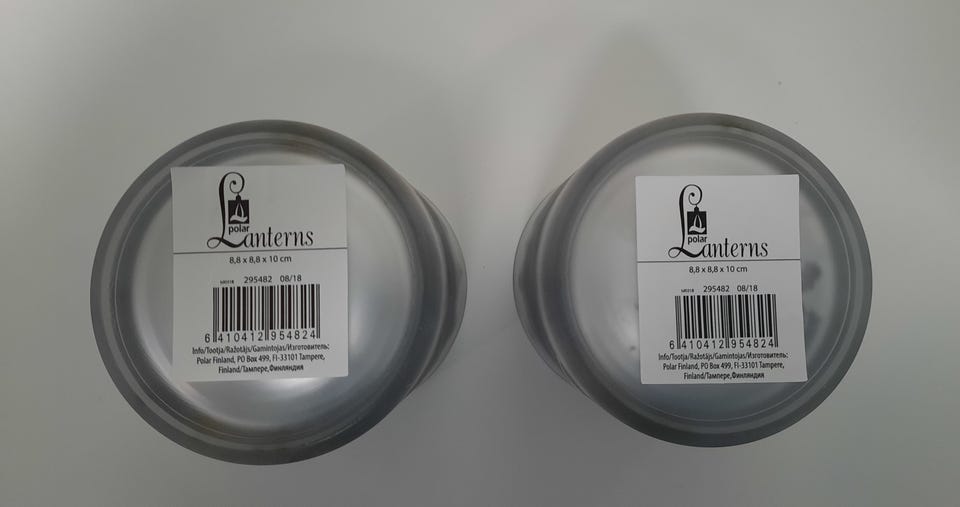 polar
Lanterns
8,8 x 8,8 x 10 cm
295482 08/18
6 410412 954824
Info/Tootja/Ražotājs/Gamintojas/Изготовитель:
Polar Finland, PO Box 499, FI-33101 Tampere,
Finland/Тампере,Финляндия
polar
Lanterns
8,8 x 8,8 x 10 cm
295482 08/18
6 410412 954824
Info/Tootja/Ražotājs/Gamintojas/Изготовитель:
Polar Finland, PO Box 499, FI-33101 Tampere,
Finland/Тампере,Финляндия